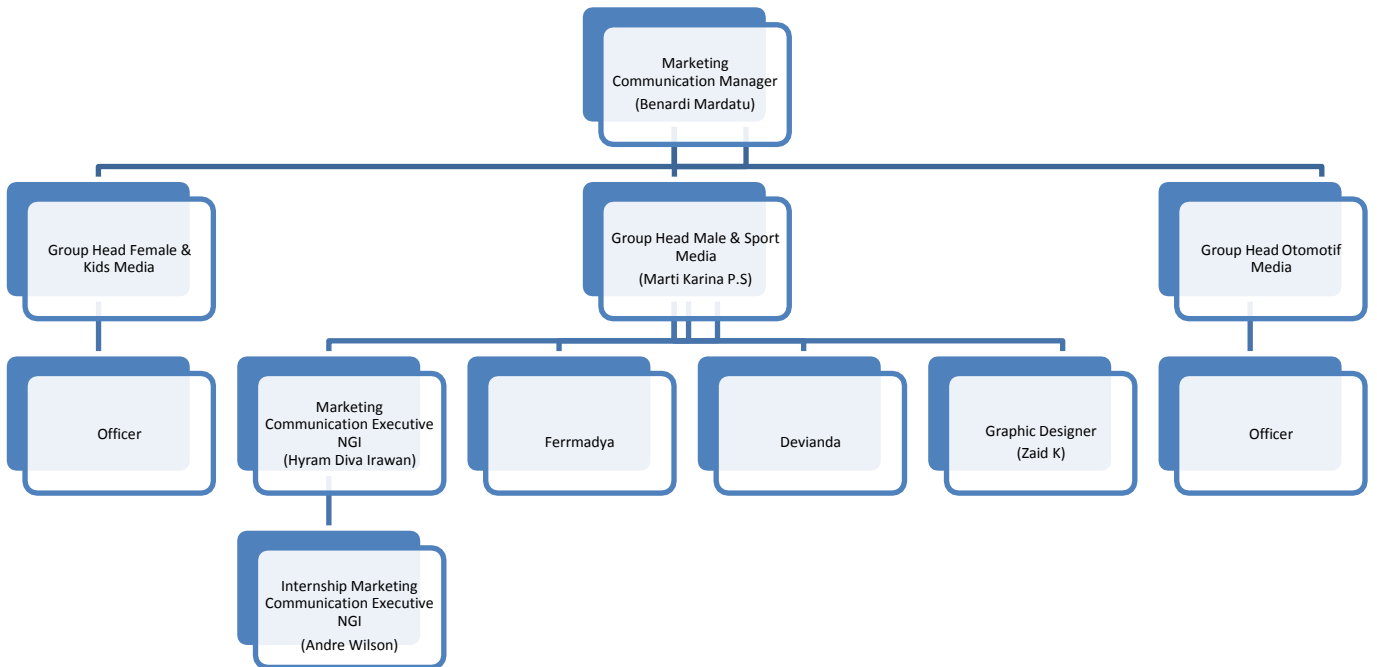 Marketing
Communication Manager
(Benardi Mardatu)
Group Head Female &
Kids Media
Group Head Male & Sport
Media
(Marti Karina P.S)
Group Head Otomotif
Media
Officer
Marketing
Communication Executive
NGI
(Hyram Diva Irawan)
Ferrmadya
Devianda
Graphic Designer
(Zaid K)
Officer
Internship Marketing
Communication Executive
NGI
(Andre Wilson)